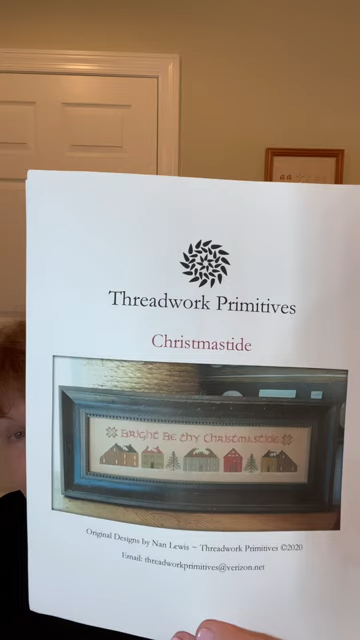 Threadwork Primitives
Christmastide
Bright Be thy Christmastide
Original Designs by Nan Lewis ~ Threadwork Primitives ©2020
Email: threadworkprimitives@verizon.net